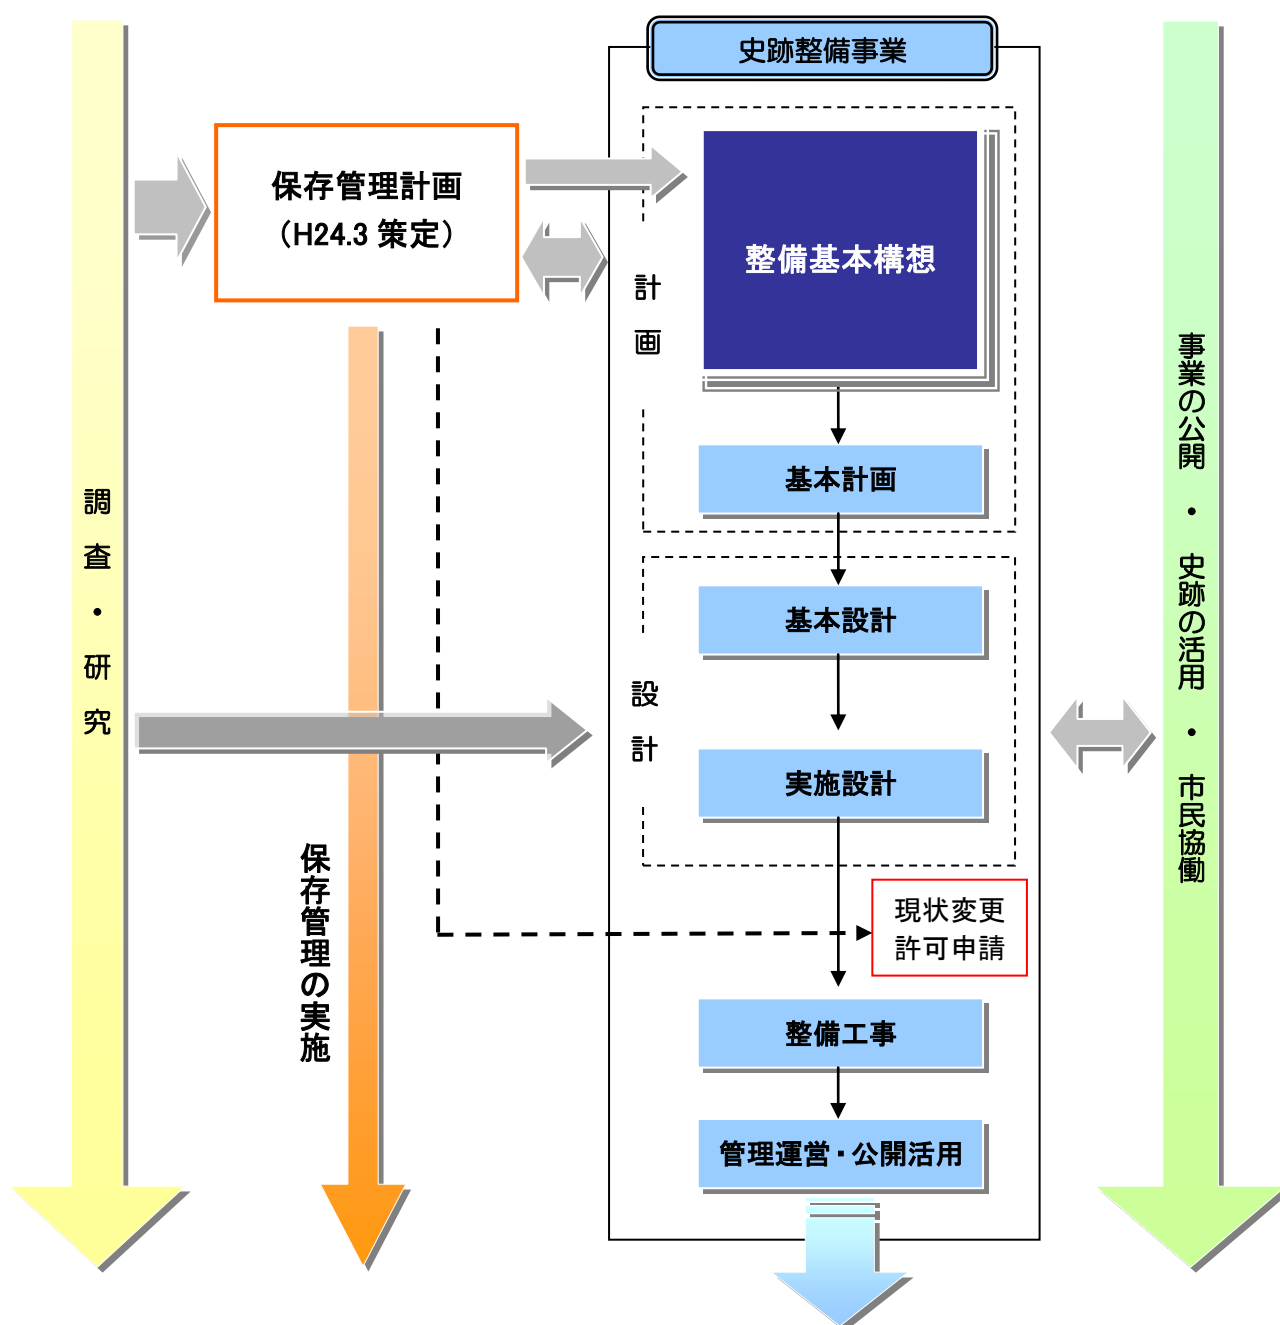 史跡整備事業
保存管理計画
（H24.3 策定）
整備基本構想
計画
基本計画
調査・研究
基本設計
設計
実施設計
現状変更
許可申請
保存管理の実施
整備工事
管理運営・公開活用
事業の公開 ・ 史跡の活用 ・ 市民協働